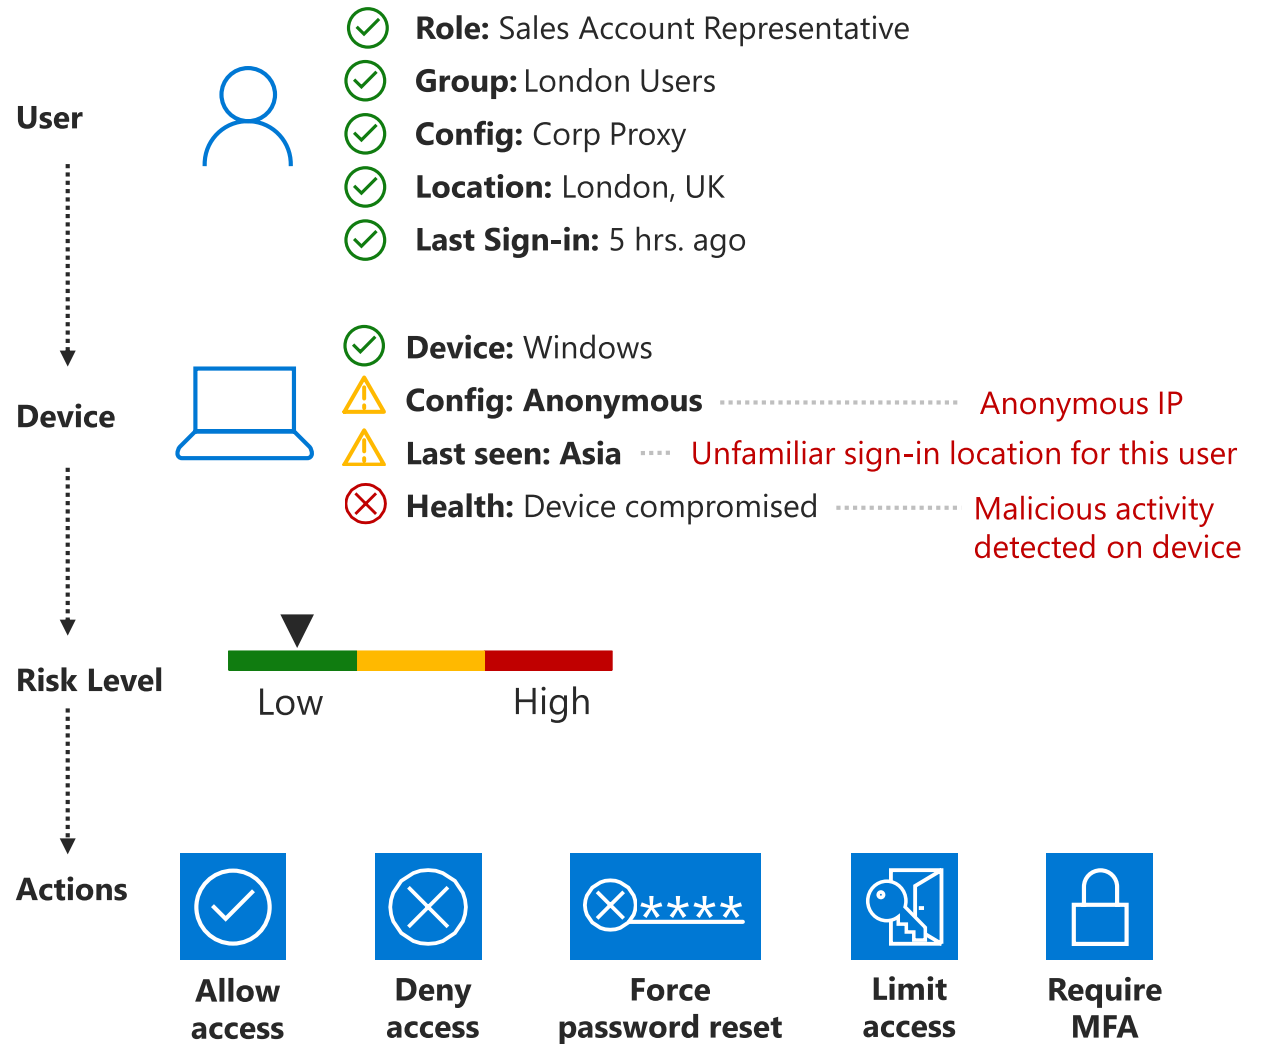 User
Role: Sales Account Representative
Group: London Users
Config: Corp Proxy
Location: London, UK
Last Sign-in: 5 hrs. ago
Device
Device: Windows
Config: Anonymous
Anonymous IP
Last seen: Asia
Unfamiliar sign-in location for this user
Health: Device compromised
Malicious activity
detected on device
Risk Level
Low
High
Actions
****
Allow
access
Deny
access
Force
password reset
Limit
access
Require
MFA